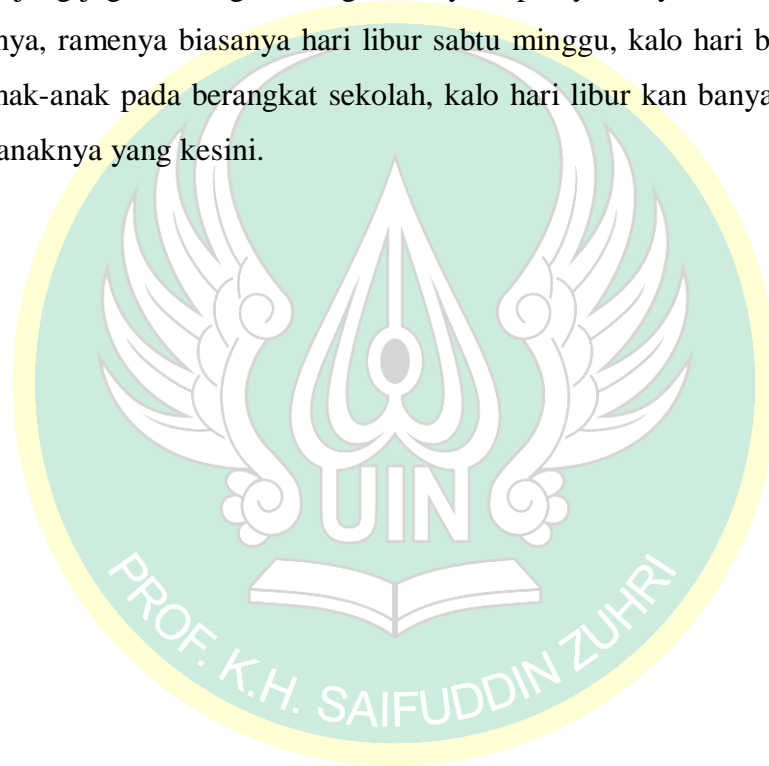 nya, ramenya biasanya hari libur sabtu minggu, kalo hari b
nak-anak pada berangkat sekolah, kalo hari libur kan banya
anaknya yang kesini.
UIN
PROF. K.H. SAIFUDDIN ZUHRI